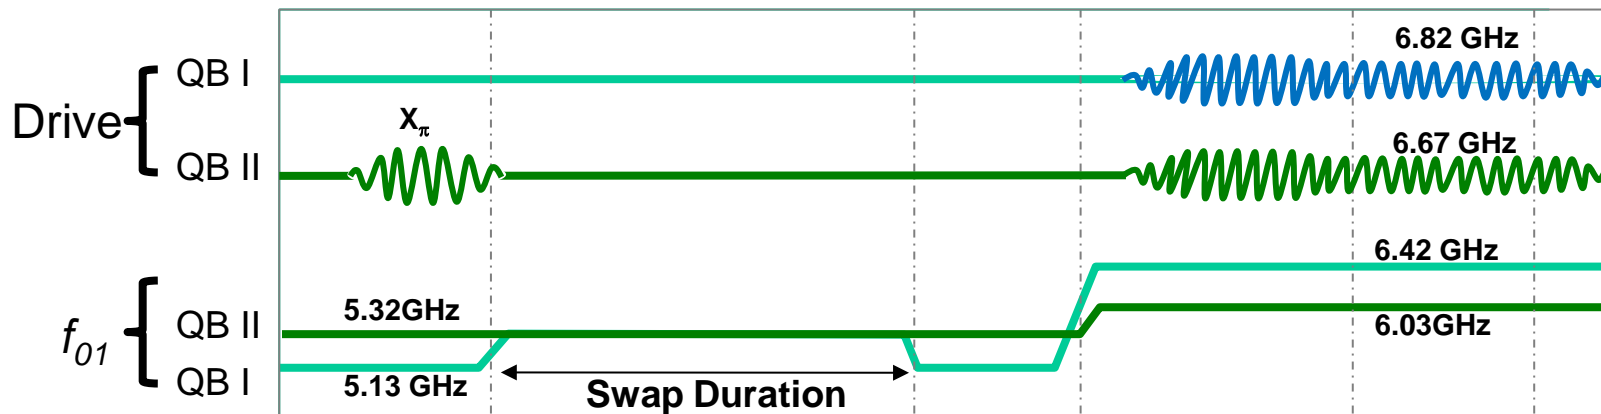 6.82 GHz
QB I
Drive
Xπ
6.67 GHz
QB II
6.42 GHz
5.32GHz
QB II
6.03GHz
f01
QB I
5.13 GHz
Swap Duration